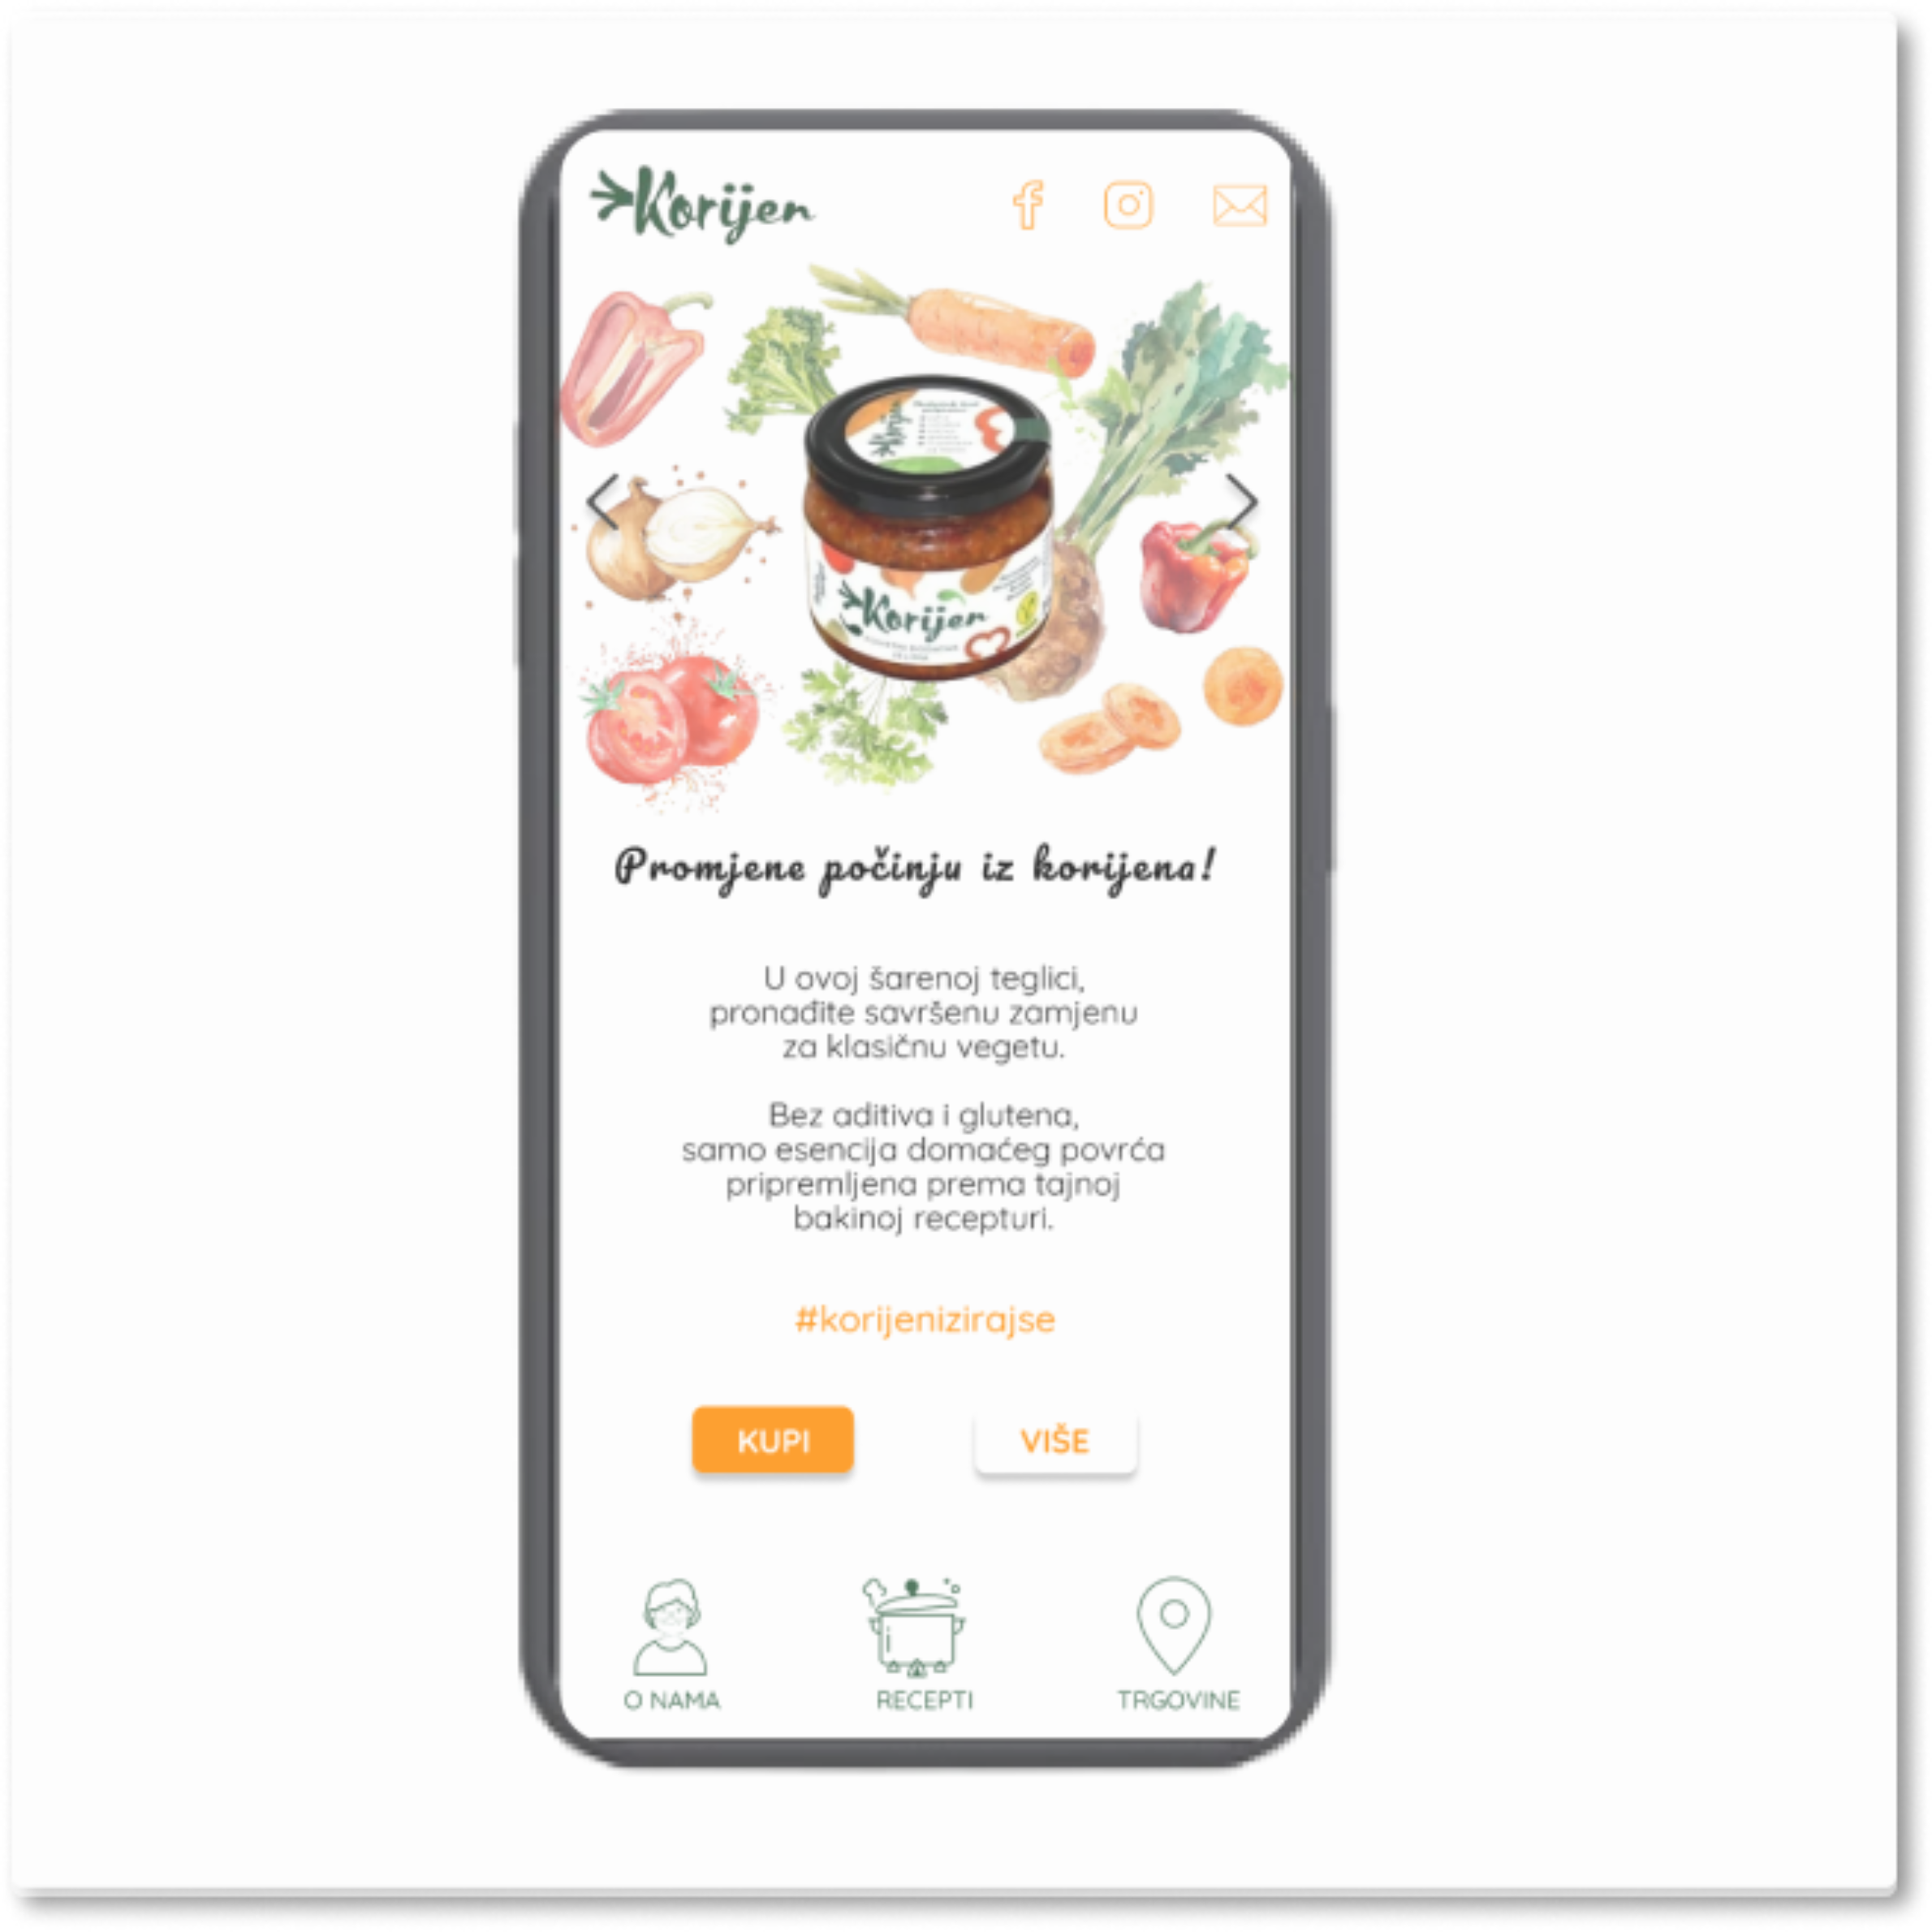 Korijen
Korijen
Korijen
Promjene počinju iz korijena!
U ovoj šarenoj teglici,
pronađite savršenu zamjenu
za klasičnu vegetu.
Bez aditiva i glutena,
samo esencija domaćeg povrća
pripremljena prema tajnoj
bakinoj recepturi.
#korijenizirajse
KUPI
VIŠE
O NAMA
RECEPTI
TRGOVINE